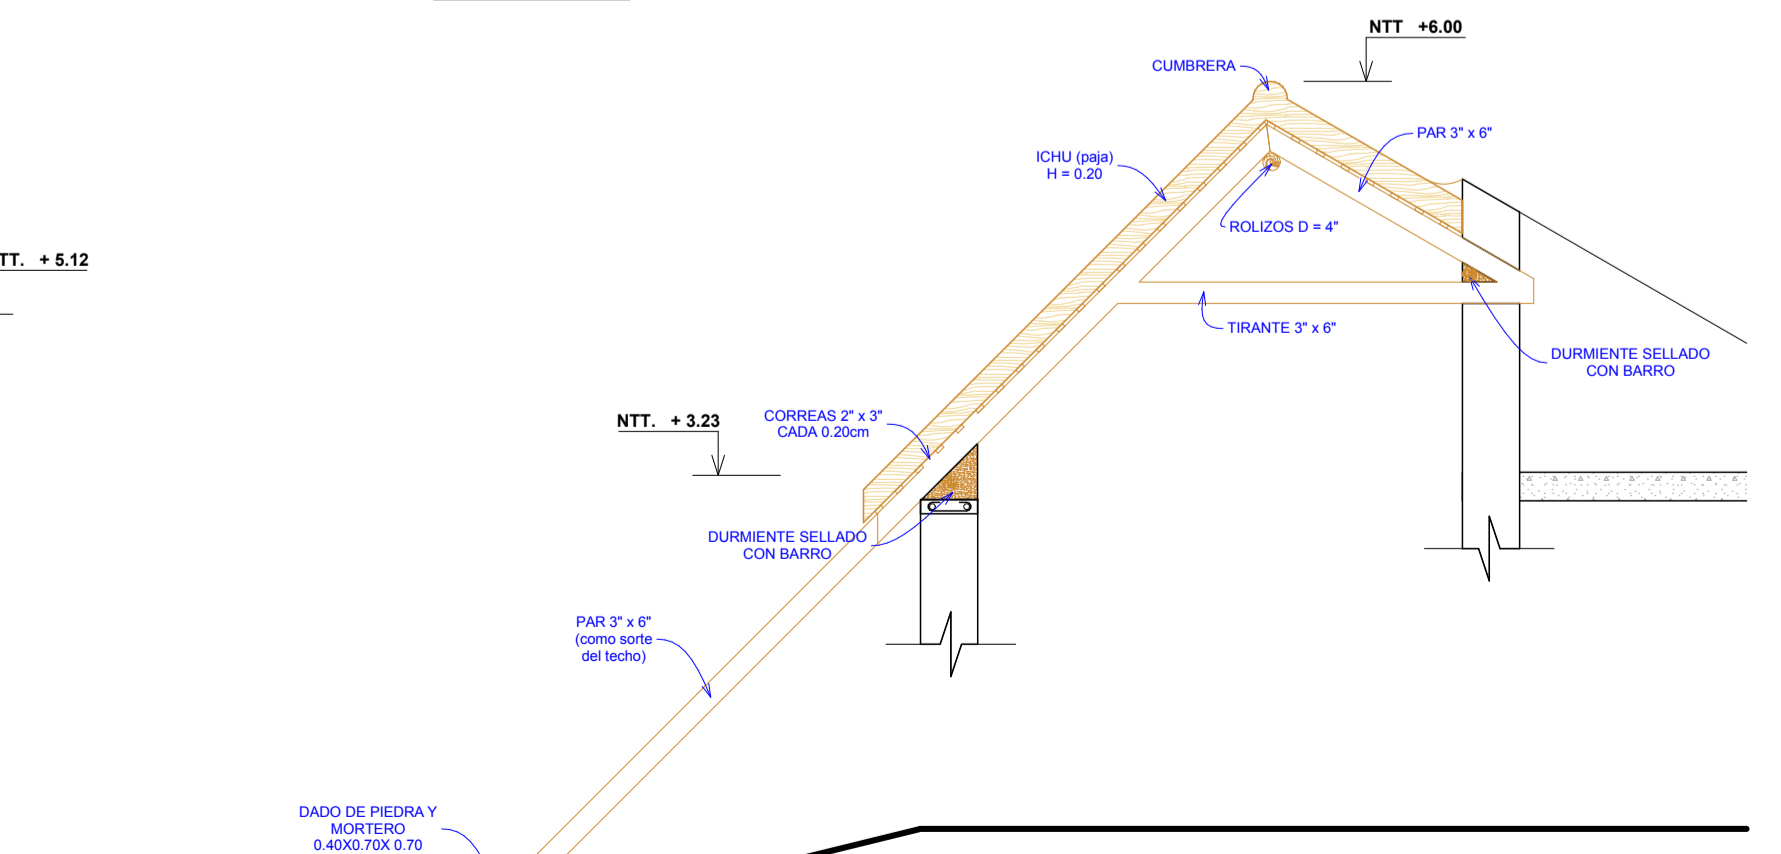 NTT   +6.00
CUMBRERA
PAR 3" x 6"
ICHU (paja)
H = 0.20
ROLIZOS D = 4"
TT.   + 5.12
TIRANTE 3" x 6"
DURMIENTE SELLADO
CON BARRO
NTT.   + 3.23
CORREAS 2" x 3"
CADA 0.20cm
DURMIENTE SELLADO
CON BARRO
PAR 3" x 6"
(como sorte
del techo)
DADO DE PIEDRA Y
MORTERO
0.40X0.70X 0.70